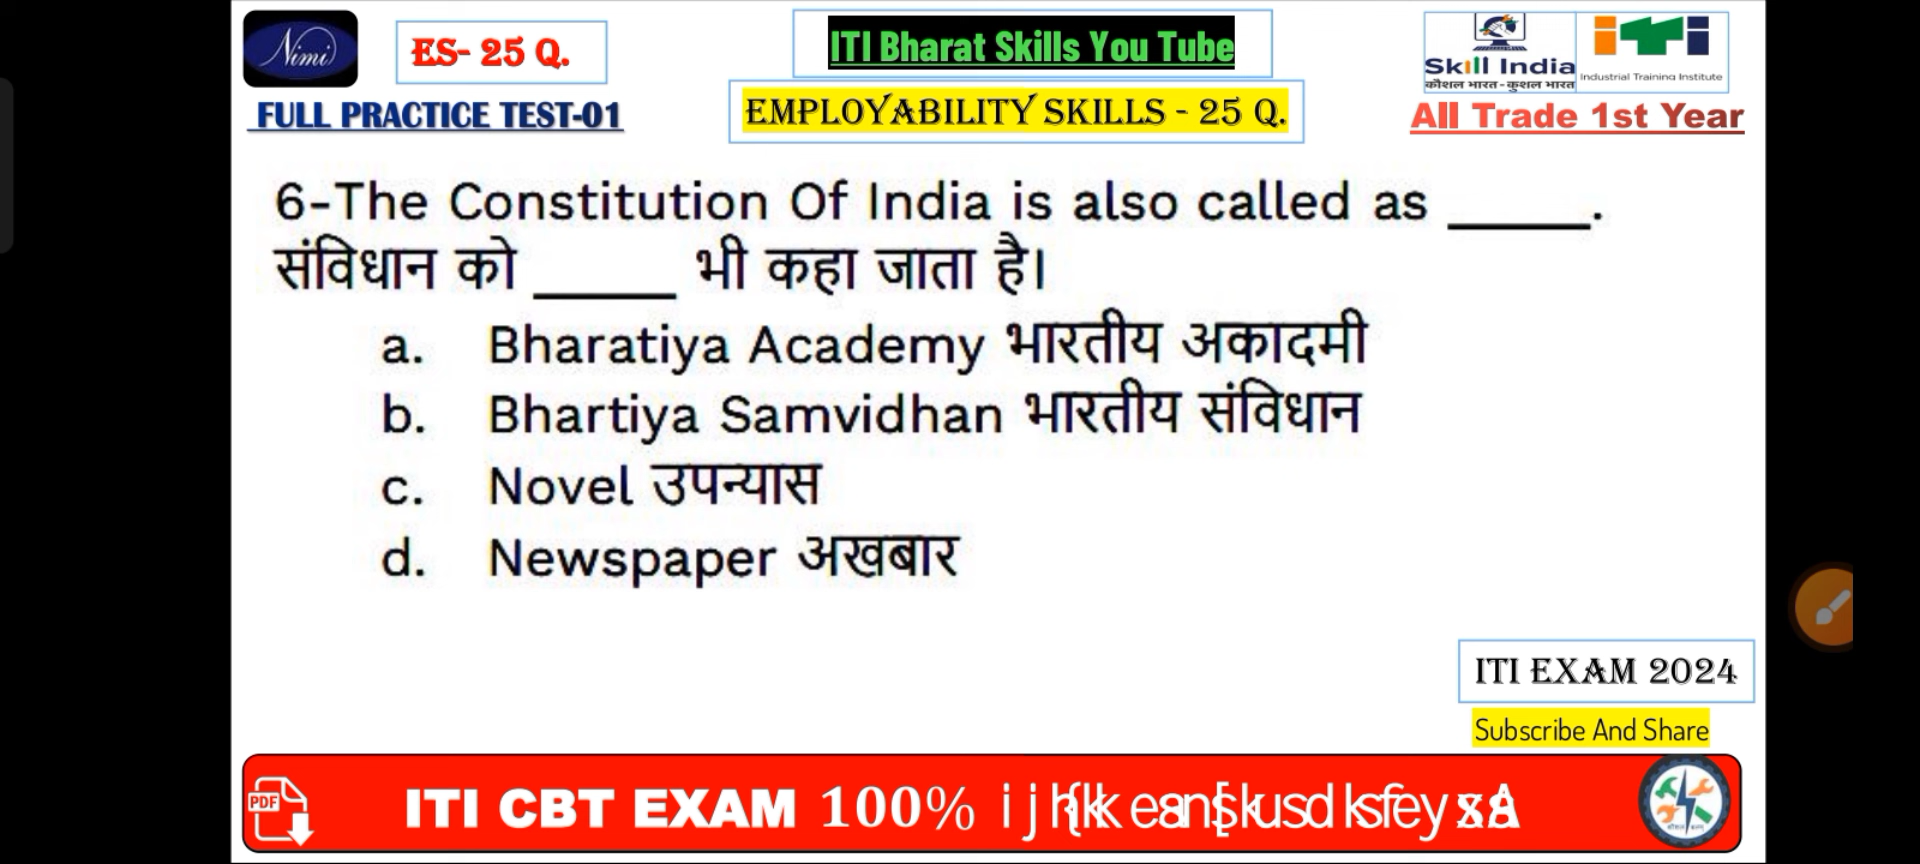 Nimi
ES- 25 Q.
ITI Bharat Skills You Tube
Skill India
कौशल भारत-कुशल भारत
iTi
Industrial Training Institute
FULL PRACTICE TEST-01
EMPLOYABILITY SKILLS - 25 Q.
All Trade 1st Year
6-The Constitution Of India is also called as _____.
संविधान को _____ भी कहा जाता है।
a. Bharatiya Academy भारतीय अकादमी
b. Bhartiya Samvidhan भारतीय संविधान
c. Novel उपन्यास
d. Newspaper अखबार
ITI EXAM 2024
Subscribe And Share
PDF
ITI CBT EXAM 100%